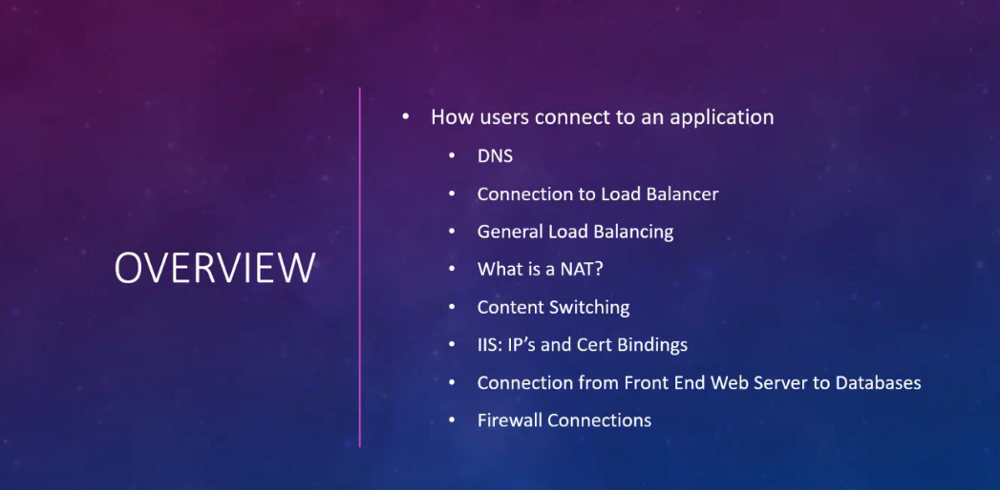 OVERVIEW
• How users connect to an application
• DNS
• Connection to Load Balancer
• General Load Balancing
• What is a NAT?
• Content Switching
• IIS: IP’s and Cert Bindings
• Connection from Front End Web Server to Databases
• Firewall Connections